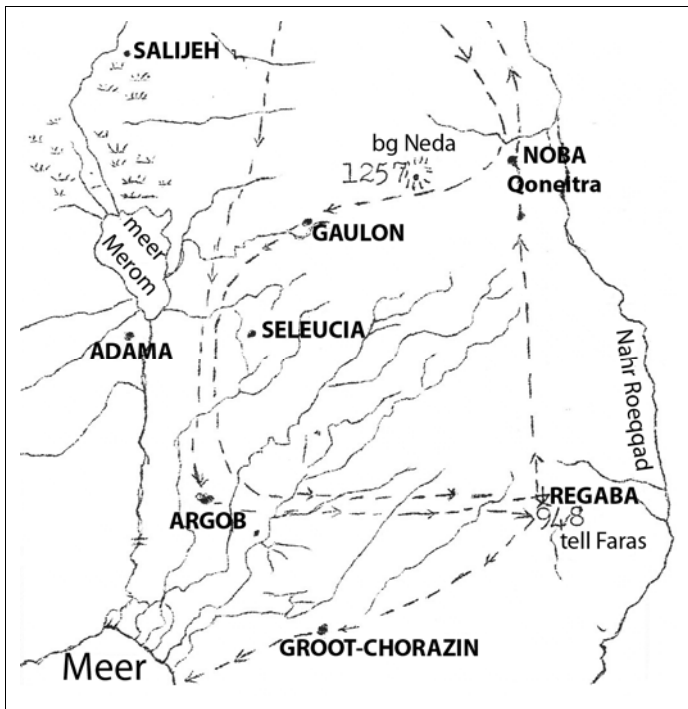 SALIJEH
bg Neda
1257
NOBA
Qoneitra
GAULON
meer
Merom
SELEUCIA
ADAMA
Nahr Roeqqad
REGABA
ARGOB
948
tell Faras
GROOT-CHORAZIN
Meer